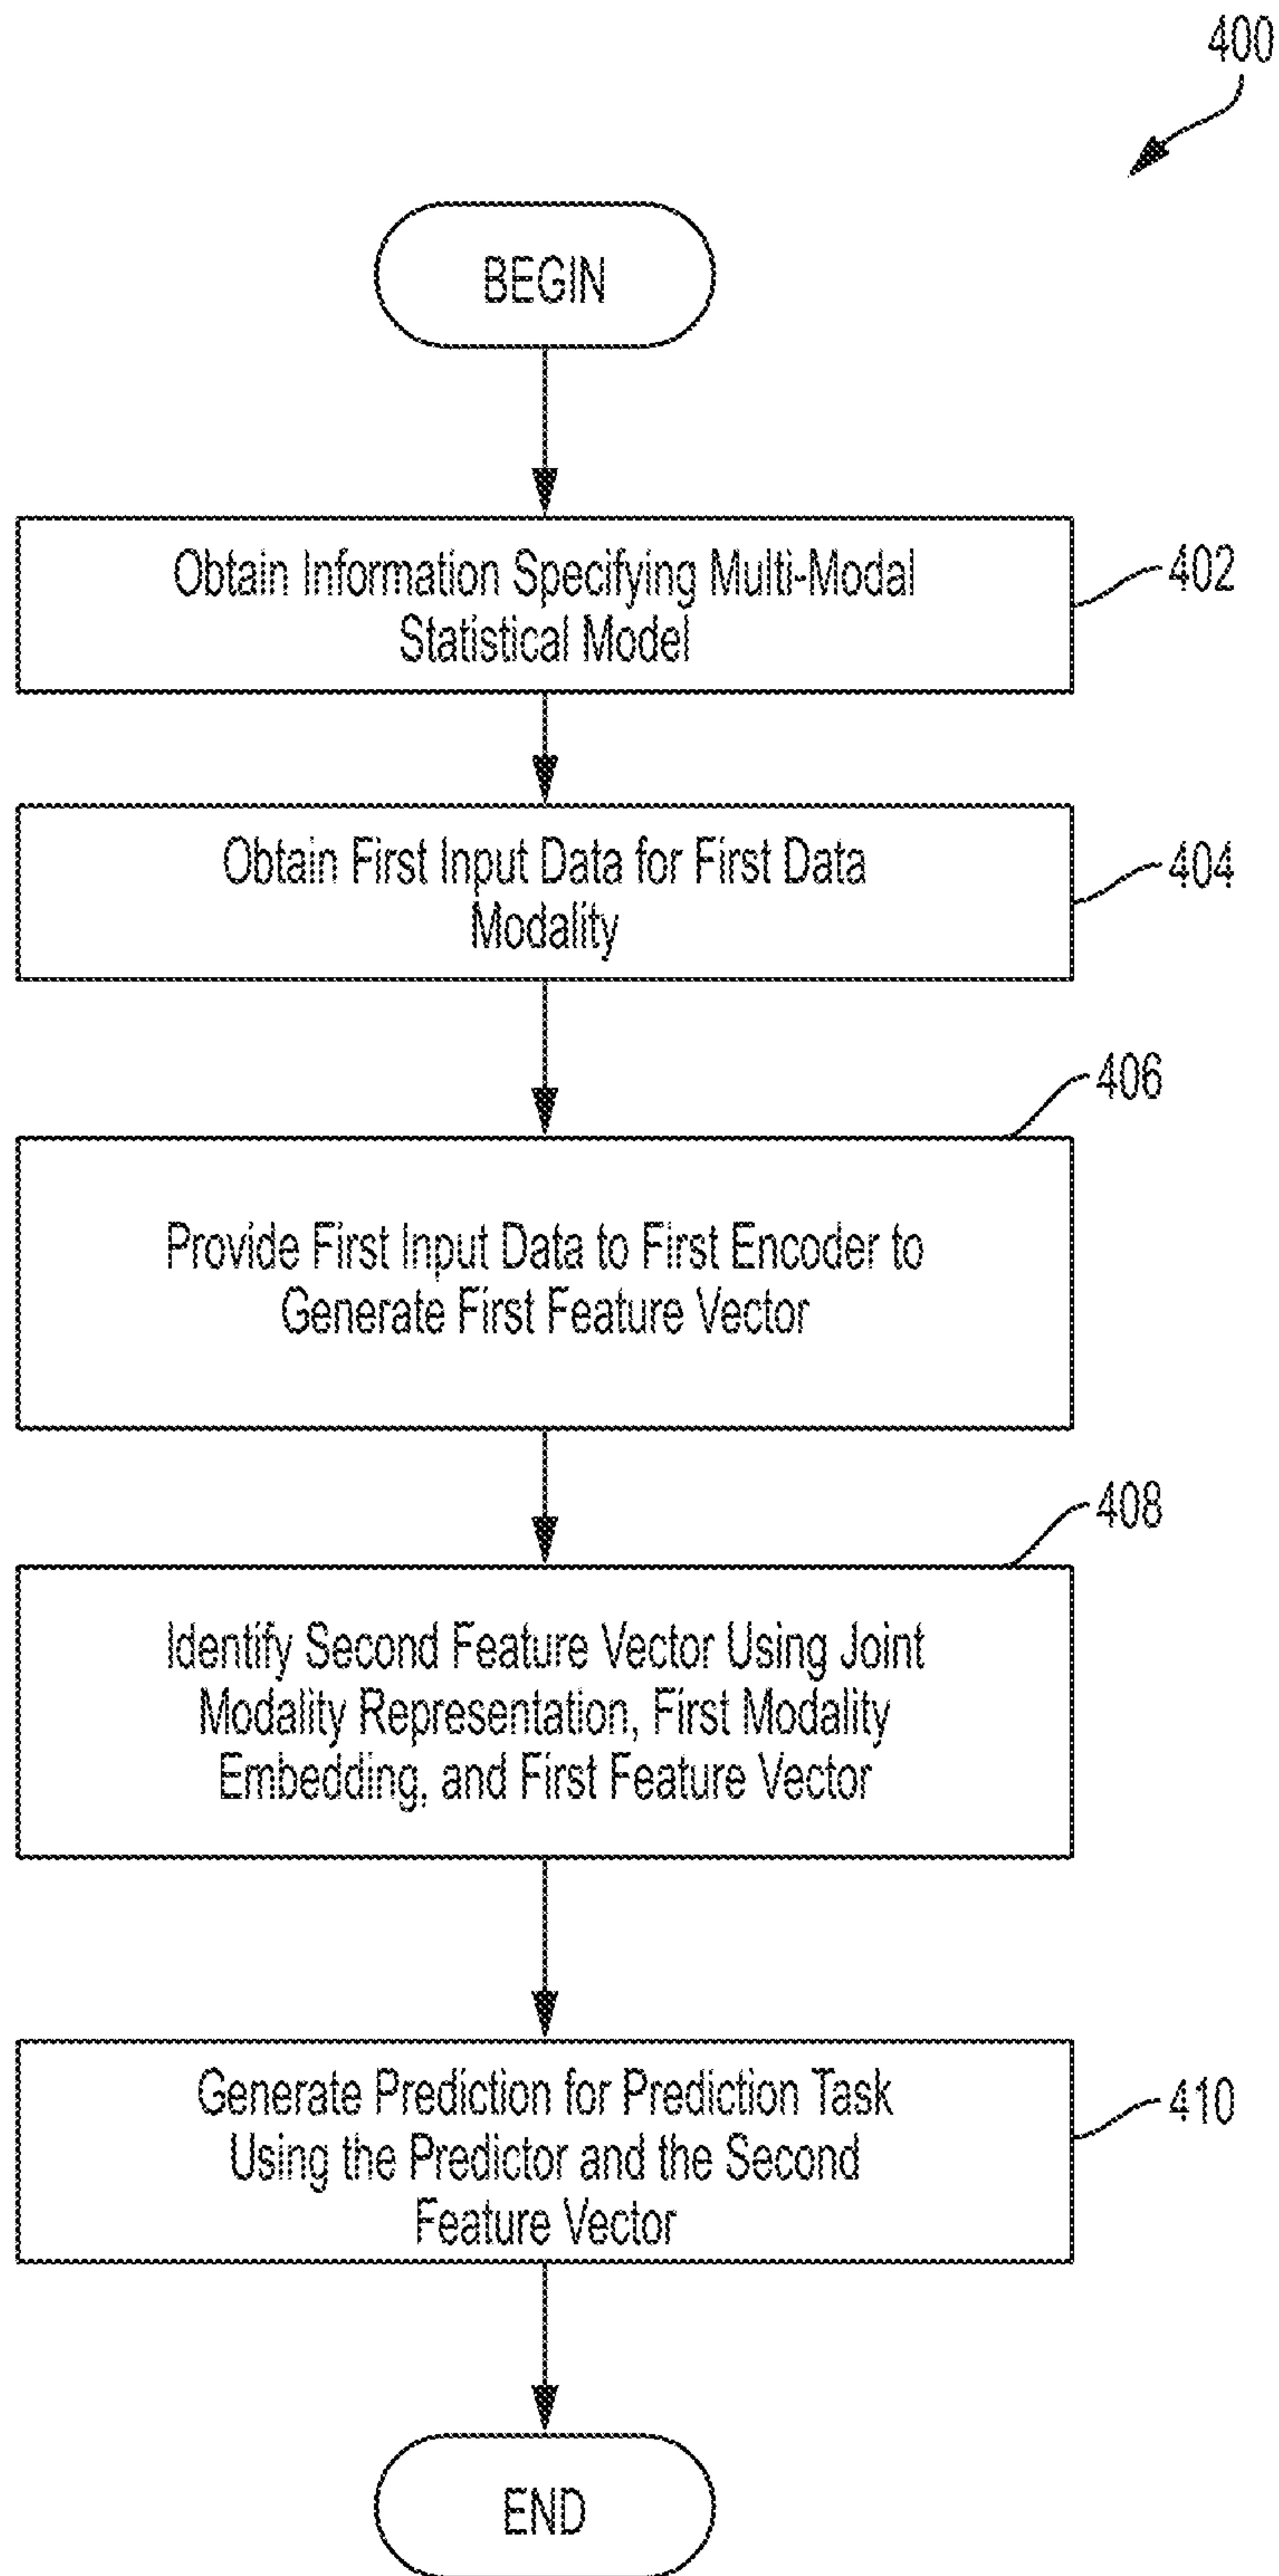 400
BEGIN
Obtain Information Specifying Multi-Modal
Statistical Model
402
Obtain First Input Data for First Data
Modality
404
406
Provide First Input Data to First Encoder to
Generate First Feature Vector
408
Identify Second Feature Vector Using Joint
Modality Representation, First Modality
Embedding, and First Feature Vector
Generate Prediction for Prediction Task
Using the Predictor and the Second
Feature Vector
410
END